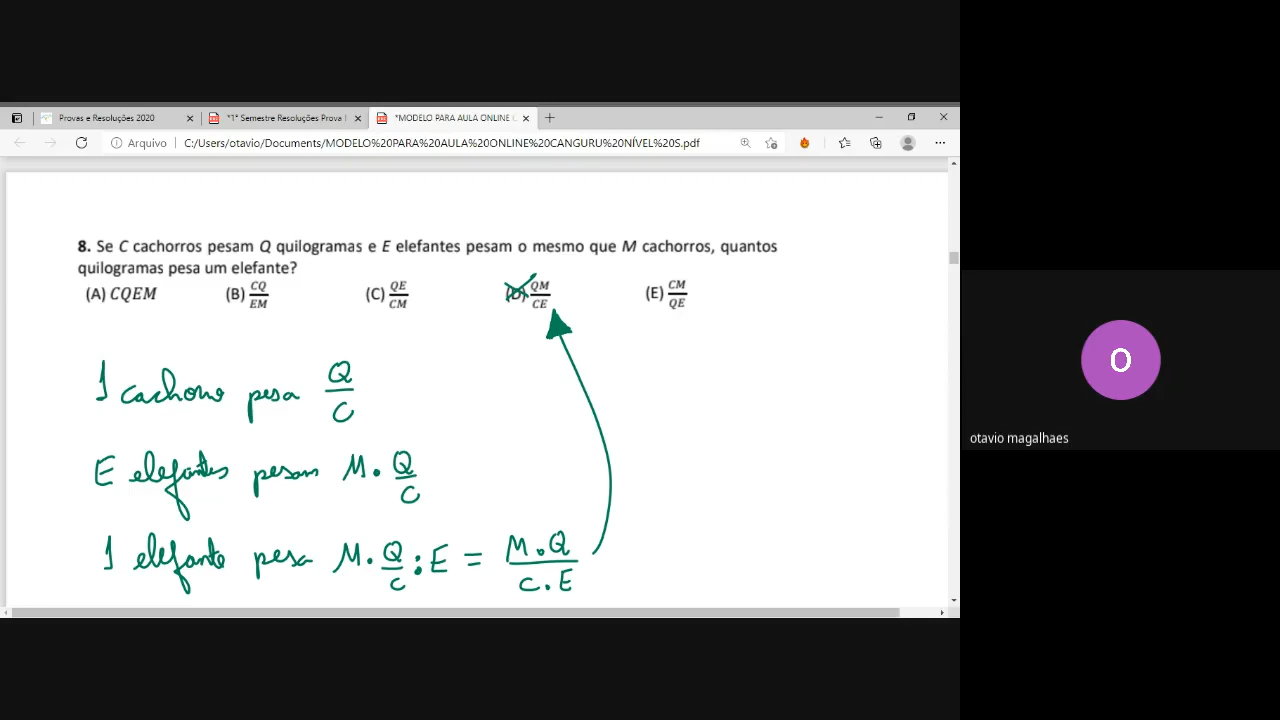 Provas e Resoluções 2020
*1° Semestre Resoluções Prova
*MODELO PARA AULA ONLINE
Arquivo
C:/Users/otavio/Documents/MODELO%20PARA%20AULA%20ONLINE%20CANGURU%20NÍVEL%20S.pdf
8. Se C cachorros pesam Q quilogramas e E elefantes pesam o mesmo que M cachorros, quantos
quilogramas pesa um elefante?
(A) CQEM (B) CQ/EM (C) QE/CM (D) QM/CE (E) CM/QE
1 cachorro pesa Q/C
E elefantes pesam M . Q/C
1 elefante pesa M . Q/C : E = M . Q / C . E
O
otavio magalhaes